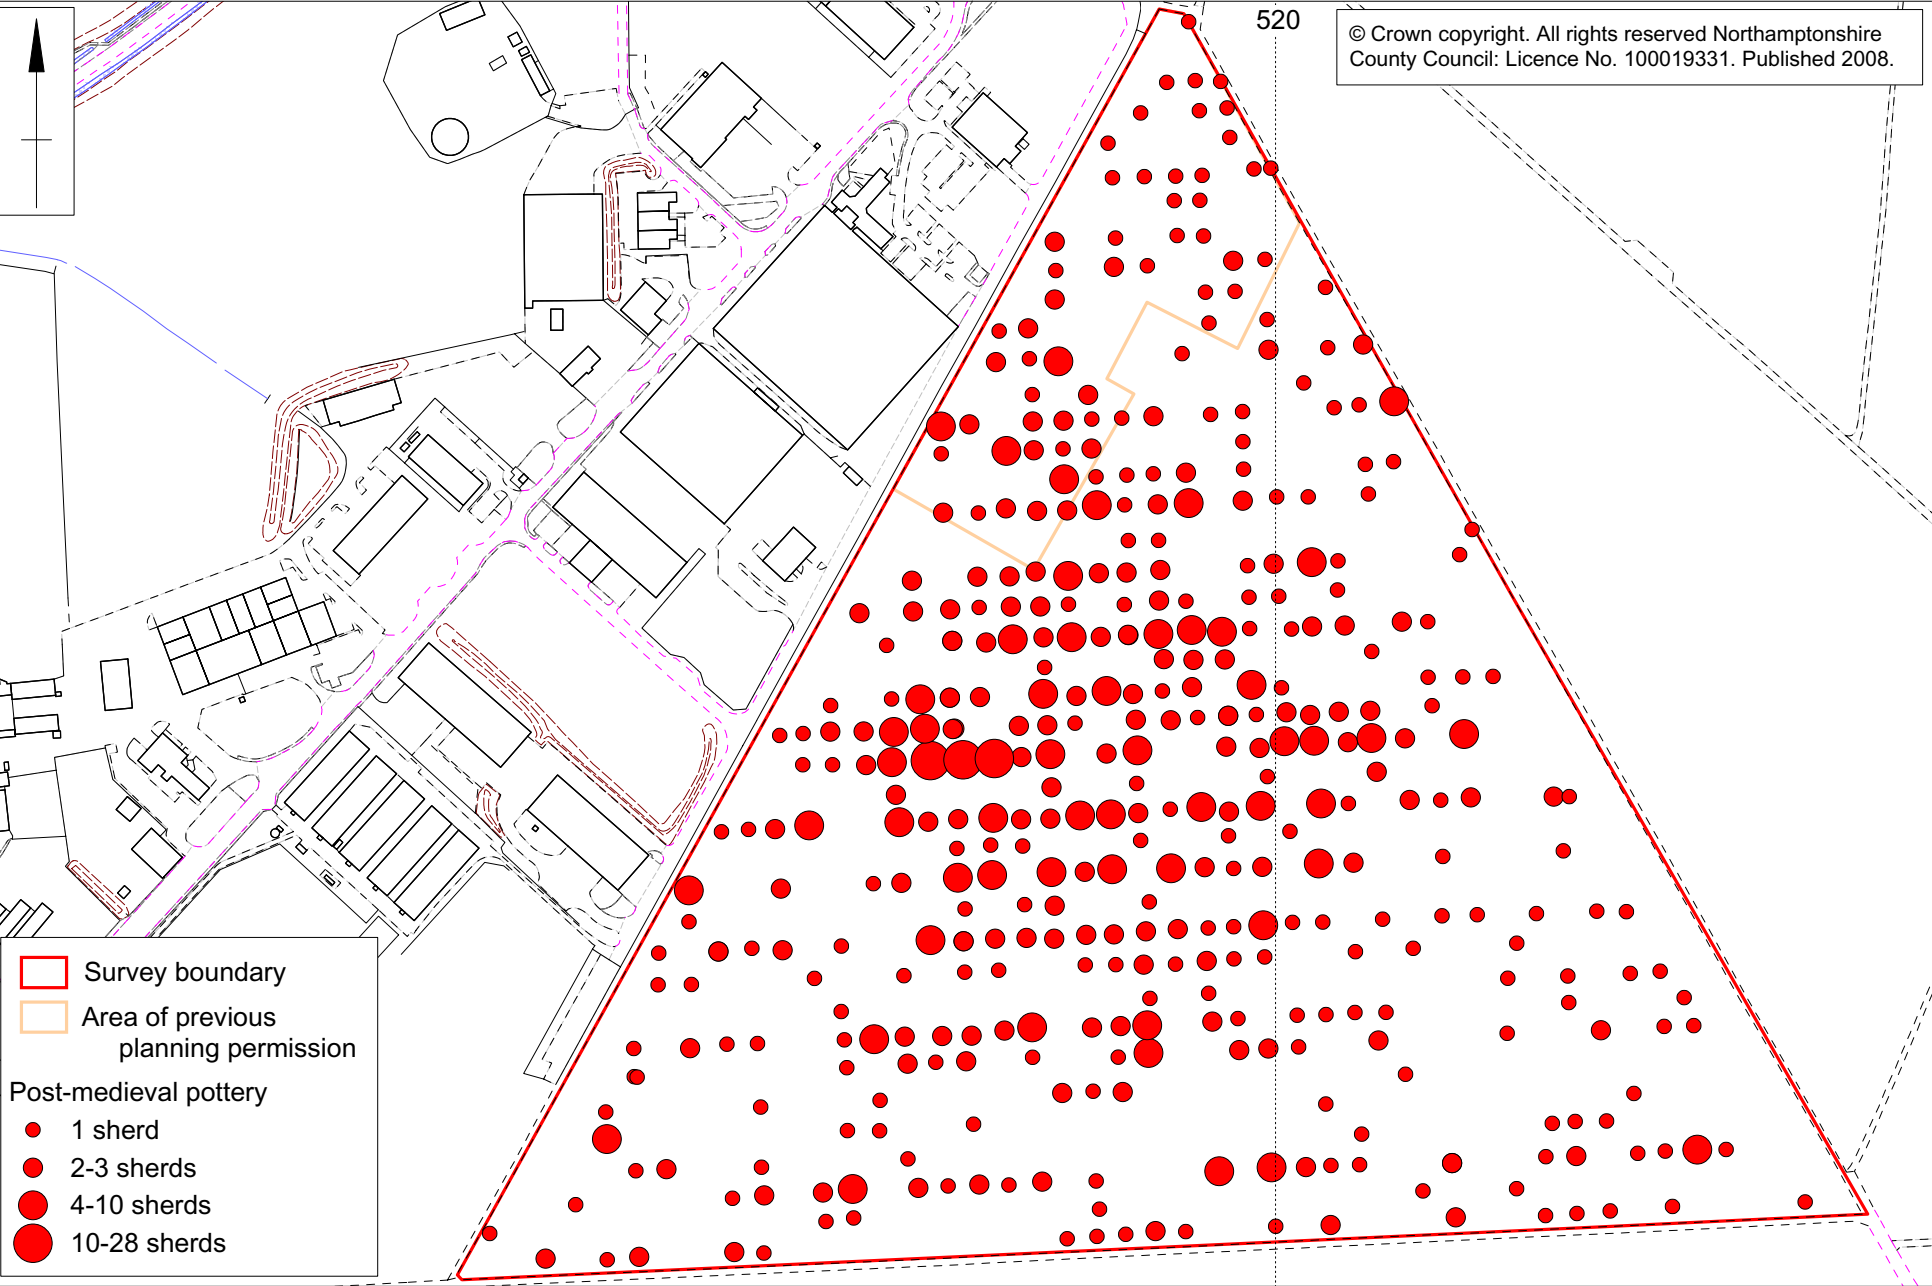 520
© Crown copyright. All rights reserved Northamptonshire
County Council: Licence No. 100019331. Published 2008.
Survey boundary
Area of previous
planning permission
Post-medieval pottery
1 sherd
2-3 sherds
4-10 sherds
10-28 sherds